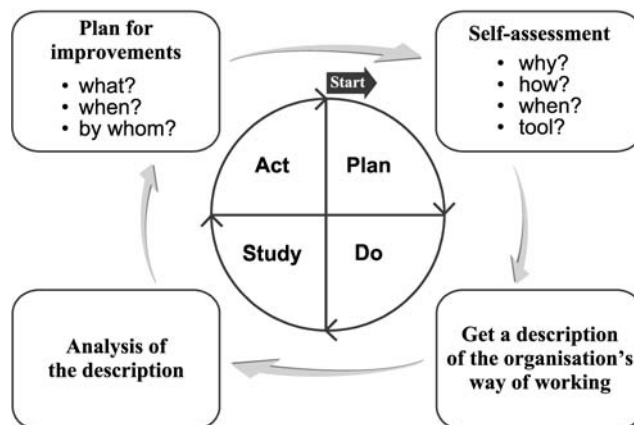 Plan for
improvements
• what?
• when?
• by whom?
Self-assessment
• why?
• how?
• when?
• tool?
Start
Act
Plan
Study
Do
Analysis of
the description
Get a description
of the organisation's
way of working